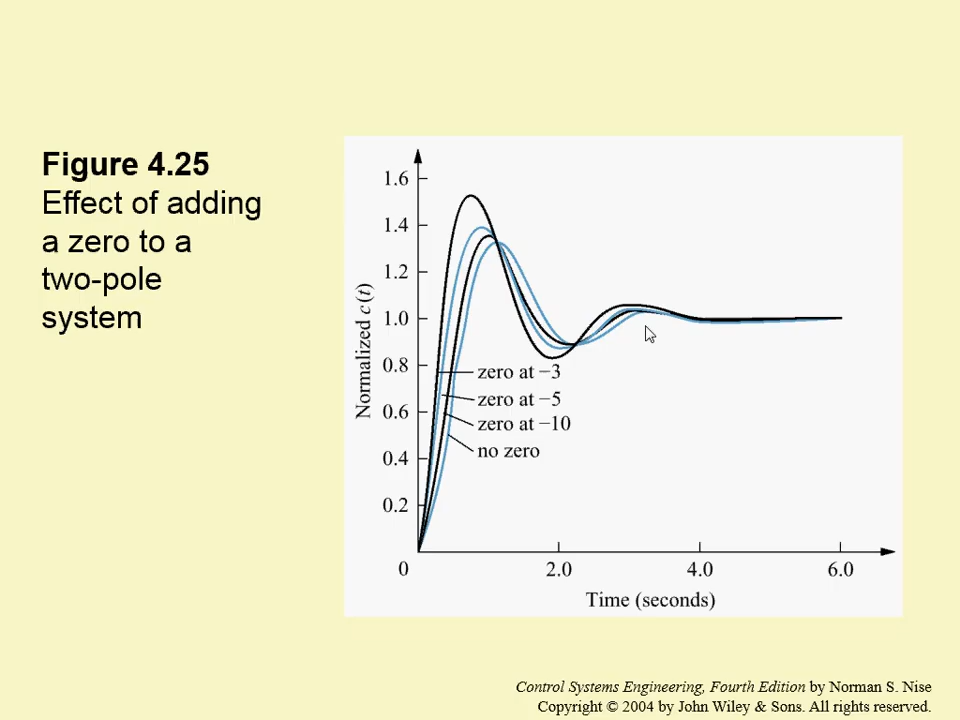 Figure 4.25
Effect of adding
a zero to a
two-pole
system
1.6
1.4
1.2
1.0
0.8
0.6
0.4
0.2
0
2.0
4.0
6.0
Normalized c(t)
Time (seconds)
zero at −3
zero at −5
zero at −10
no zero
Control Systems Engineering, Fourth Edition by Norman S. Nise
Copyright © 2004 by John Wiley & Sons. All rights reserved.